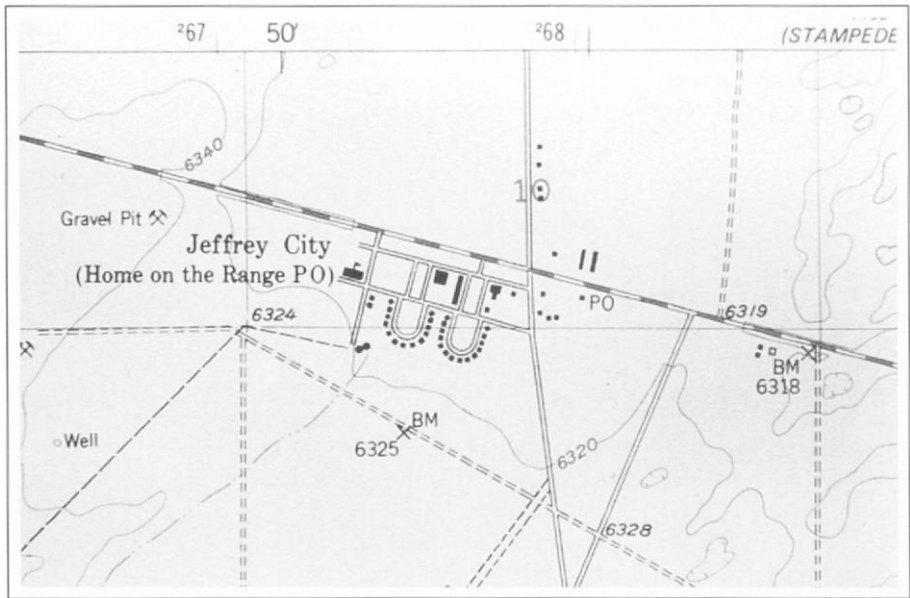 267 50' 268
(STAMPEDE
6340
10
Gravel Pit
Jeffrey City
(Home on the Range PO)
PO
6324
6319
BM
6318
BM
6325
Well
6320
6328